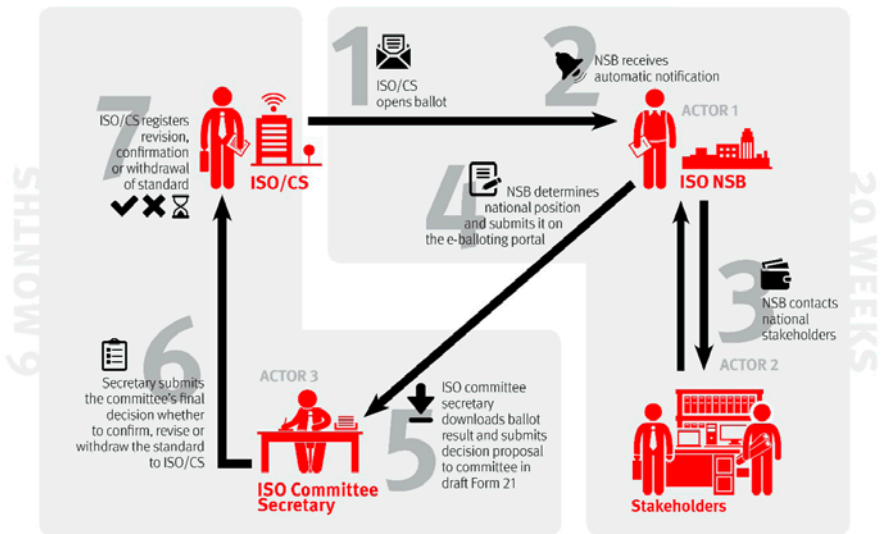 1
ISO/CS
opens ballot
2
NSB receives
automatic notification
ACTOR 1
ISO NSB
7
ISO/CS registers
revision,
confirmation
or withdrawal
of standard
ISO/CS
4
NSB determines
national position
and submits it on
the e-balloting portal
3
NSB contacts
national
stakeholders
ACTOR 2
Stakeholders
6 MONTHS
20 WEEKS
6
Secretary submits
the committee's final
decision whether
to confirm, revise or
withdraw the standard
to ISO/CS
ACTOR 3
ISO Committee
Secretary
5
ISO committee
secretary
downloads ballot
result and submits
decision proposal
to committee in
draft Form 21